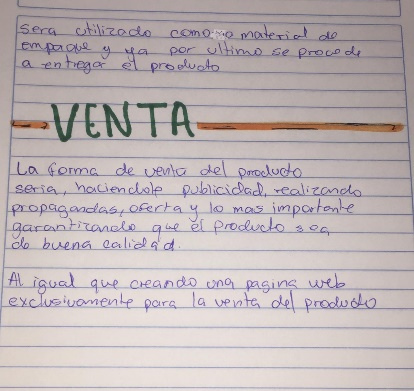 sera utilizado como material de
empaque y ya por ultimo se procede
a entregar el producto
VENTA
La forma de venta del producto
seria, haciendole publicidad, realizando
propagandas, oferta y lo mas importante
garantizando que el producto sea
de buena calidad.
Al igual que creando una pagina web
exclusivamente para la venta del producto